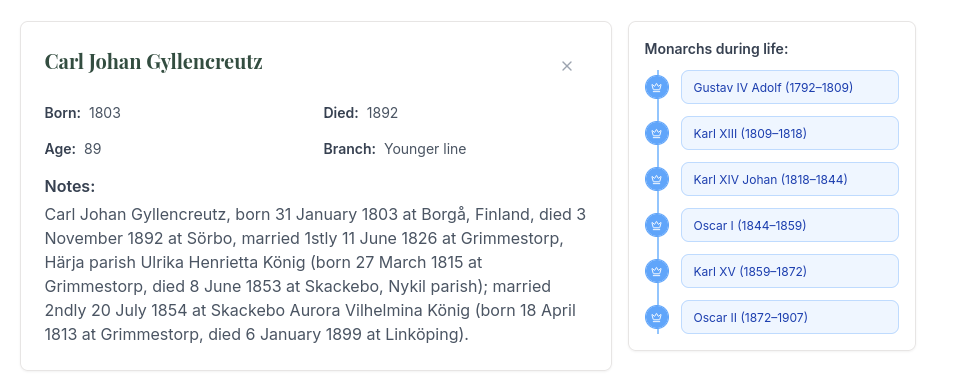 Carl Johan Gyllencreutz
×
Born: 1803
Died: 1892
Age: 89
Branch: Younger line
Notes:
Carl Johan Gyllencreutz, born 31 January 1803 at Borgå, Finland, died 3
November 1892 at Sörbo, married 1stly 11 June 1826 at Grimmestorp,
Härja parish Ulrika Henrietta König (born 27 March 1815 at
Grimmestorp, died 8 June 1853 at Skackebo, Nykil parish); married
2ndly 20 July 1854 at Skackebo Aurora Vilhelmina König (born 18 April
1813 at Grimmestorp, died 6 January 1899 at Linköping).
Monarchs during life:
Gustav IV Adolf (1792–1809)
Karl XIII (1809–1818)
Karl XIV Johan (1818–1844)
Oscar I (1844–1859)
Karl XV (1859–1872)
Oscar II (1872–1907)